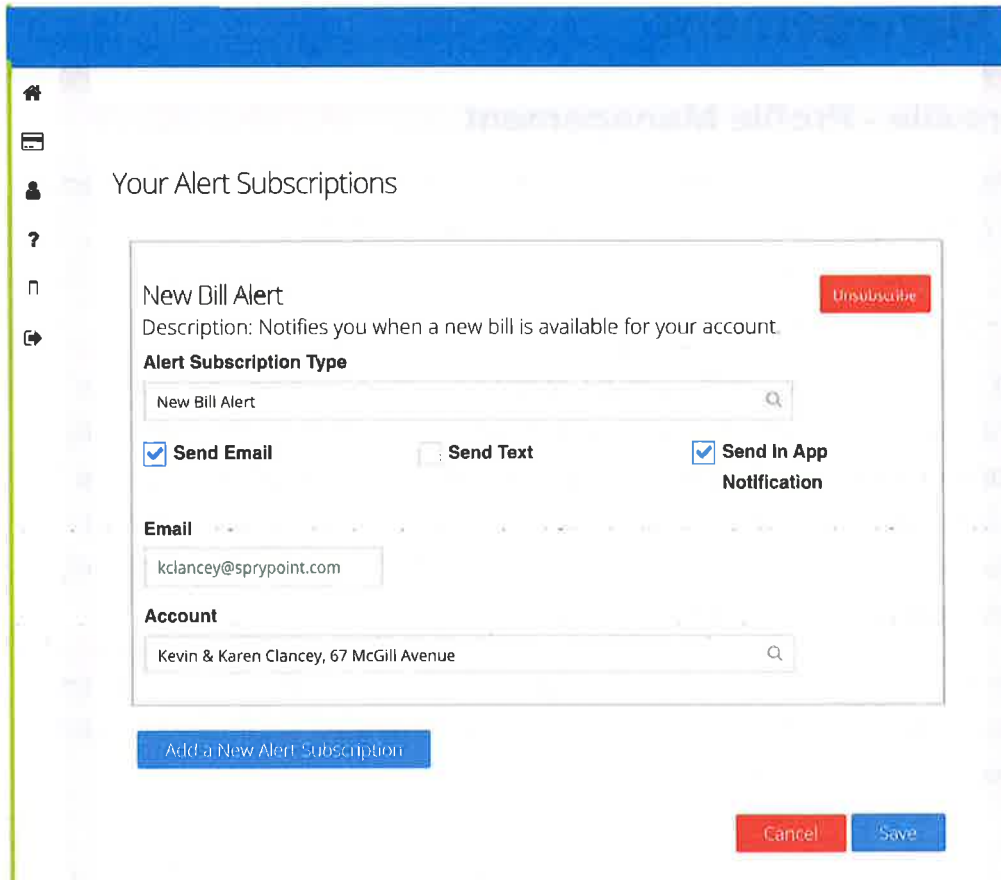 Your Alert Subscriptions
New Bill Alert
Unsubscribe
Description: Notifies you when a new bill is available for your account.
Alert Subscription Type
New Bill Alert
Send Email
Send Text
Send In App
Notification
Email
kclancey@sprypoint.com
Account
Kevin & Karen Clancey, 67 McGill Avenue
Add a New Alert Subscription
Cancel
Save